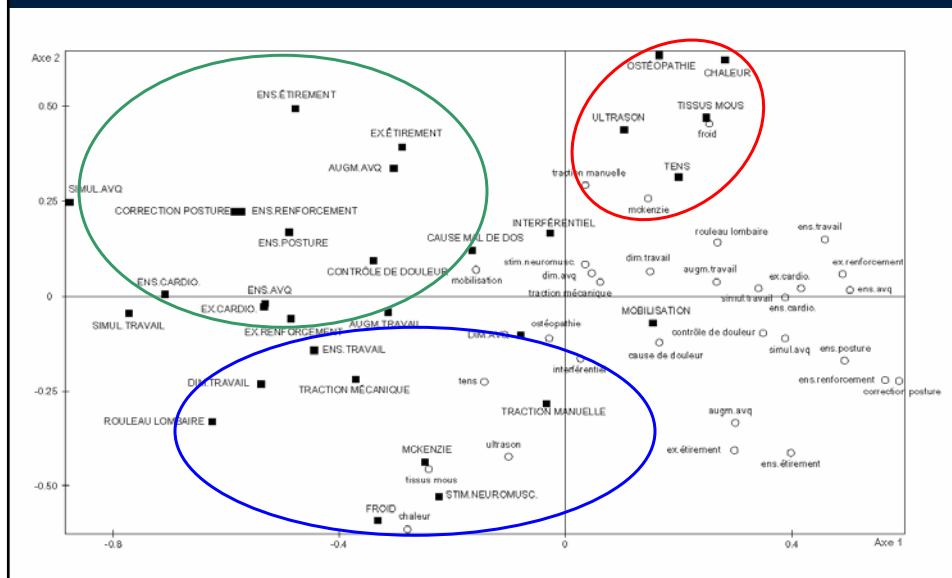 Axe 2
OSTÉOPATHIE
CHALEUR
ENS.ÉTIREMENT
0.50
TISSUS MOUS
ULTRASON
froid
EX.ÉTIREMENT
AUGM.AVQ
TENS
traction manuelle
SIMUL.AVQ
0.25
mckenzie
CORRECTION POSTURE
ENS.RENFORCEMENT
INTERFÉRENTIEL
ENS.POSTURE
CAUSE MAL DE DOS
rouleau lombaire
ens.travail
stim.neuromusc.
dim.travail
CONTRÔLE DE DOULEUR
mobilisation
dim.avq
augm.travail
ex.cardio.
ex.renforcement
ENS.CARDIO.
ENS.AVQ
traction mécanique
simul.travail
ens.avq
0
EX.CARDIO.
ens.cardio.
MOBILISATION
SIMUL.TRAVAIL
EX.RENFORCEMENT
AUGM.TRAVAIL
ostéopathie
DIM.AVQ
contrôle de douleur
ENS.TRAVAIL
cause de douleur
simul.avq
ens.posture
interférentiel
DIM.TRAVAIL
TRACTION MÉCANIQUE
tens
ens.renforcement
-0.25
correction posture
ROULEAU LOMBAIRE
TRACTION MANUELLE
augm.avq
MCKENZIE
ultrason
ex.étirement
ens.étirement
tissus mous
-0.50
STIM.NEUROMUSC.
FROID
chaleur
-0.8
-0.4
0
0.4
Axe 1